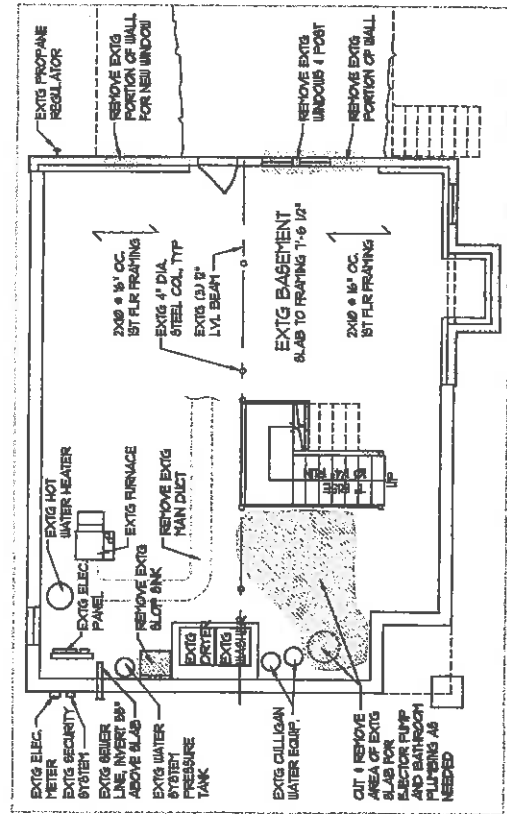 EXTG PROPANE
REGULATOR
REMOVE EXTG
PORTION OF WALL
FOR NEW WINDOW
REMOVE EXTG
WINDOWS & POST
REMOVE EXTG
PORTION OF WALL
2X10 @ 16" OC.
1ST FLR FRAMING
EXTG 4" DIA.
STEEL COL, TYP
EXTG (3) 12"
LVL BEAM
EXTG BASEMENT
SLAB TO FRAMING 7'-6 1/2"
2X10 @ 16" OC.
1ST FLR FRAMING
EXTG HOT
WATER HEATER
EXTG FURNACE
REMOVE EXTG
MAIN DUCT
EXTG ELEC.
PANEL
REMOVE EXTG
SLOP SINK
EXTG
DRYER
EXTG
WASHER
UP
EXTG ELEC.
METER
EXTG SECURITY
SYSTEM
EXTG SEWER
LINE, INVERT
ABOVE SLAB
EXTG WATER
SYSTEM
PRESSURE
TANK
EXTG CULLIGAN
WATER EQUIP.
CUT & REMOVE
AREA OF EXTG
SLAB FOR
EJECTOR PUMP
AND BATHROOM
PLUMBING AS
NEEDED